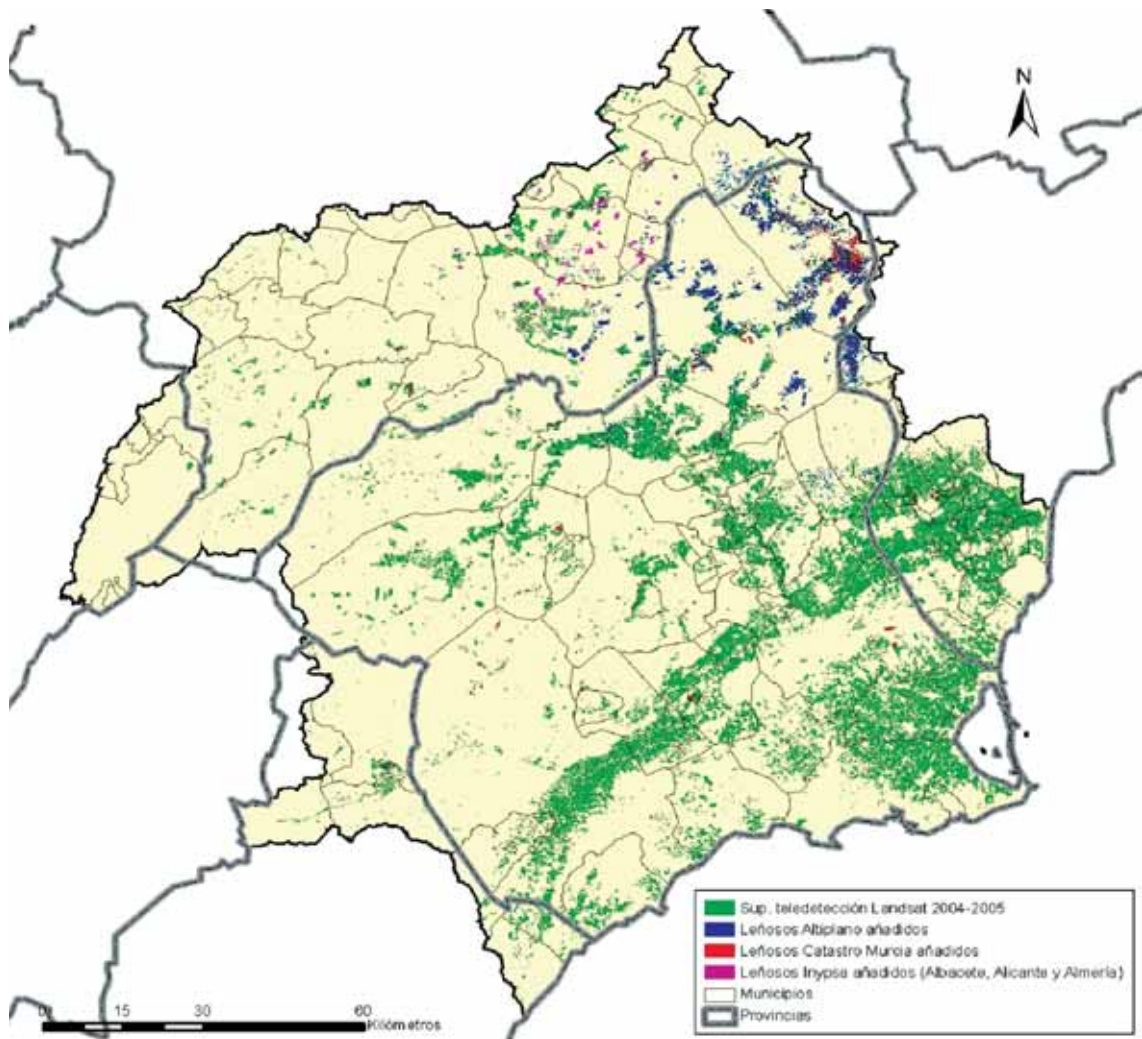 N
Sup. teledetección Landsat 2004-2005
Leñosos Altiplano añadidos
Leñosos Catastro Murcia añadidos
Leñosos Inypsa añadidos (Albacete, Alicante y Almería)
Municipios
Provincias
0 15 30 60
Kilómetros